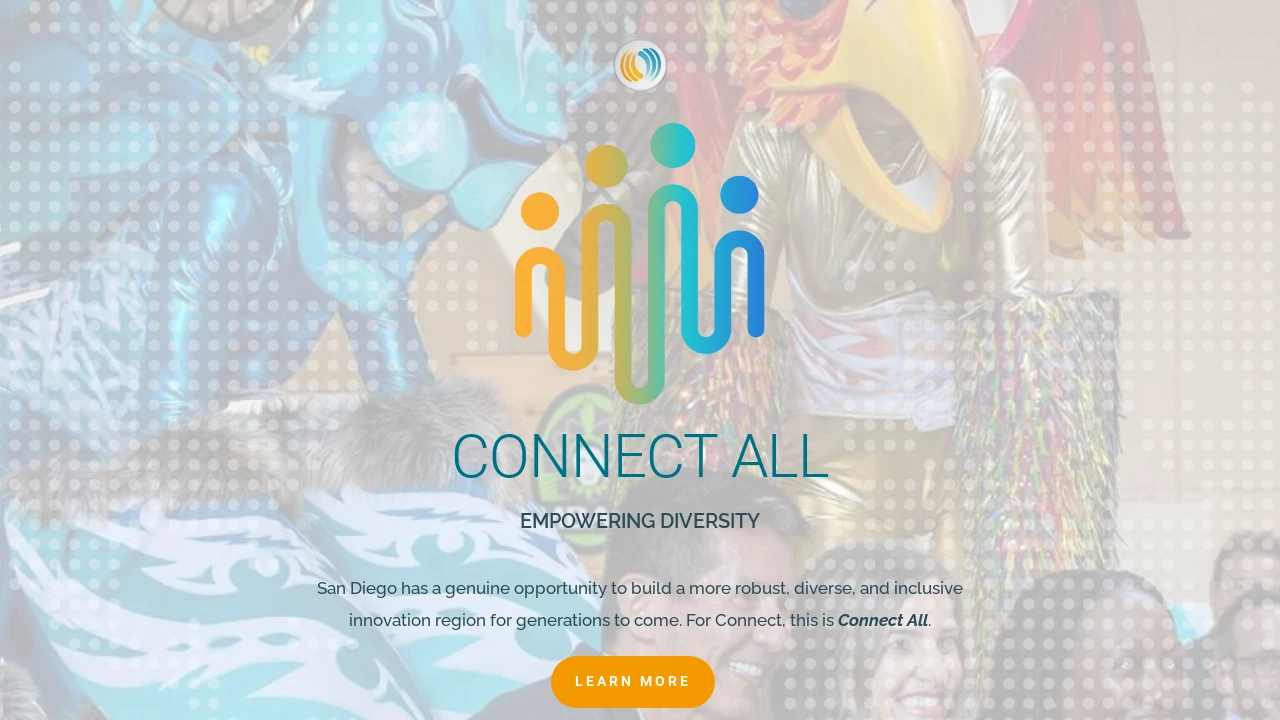 CONNECT ALL
EMPOWERING DIVERSITY
San Diego has a genuine opportunity to build a more robust, diverse, and inclusive
innovation region for generations to come. For Connect, this is Connect All.
LEARN MORE